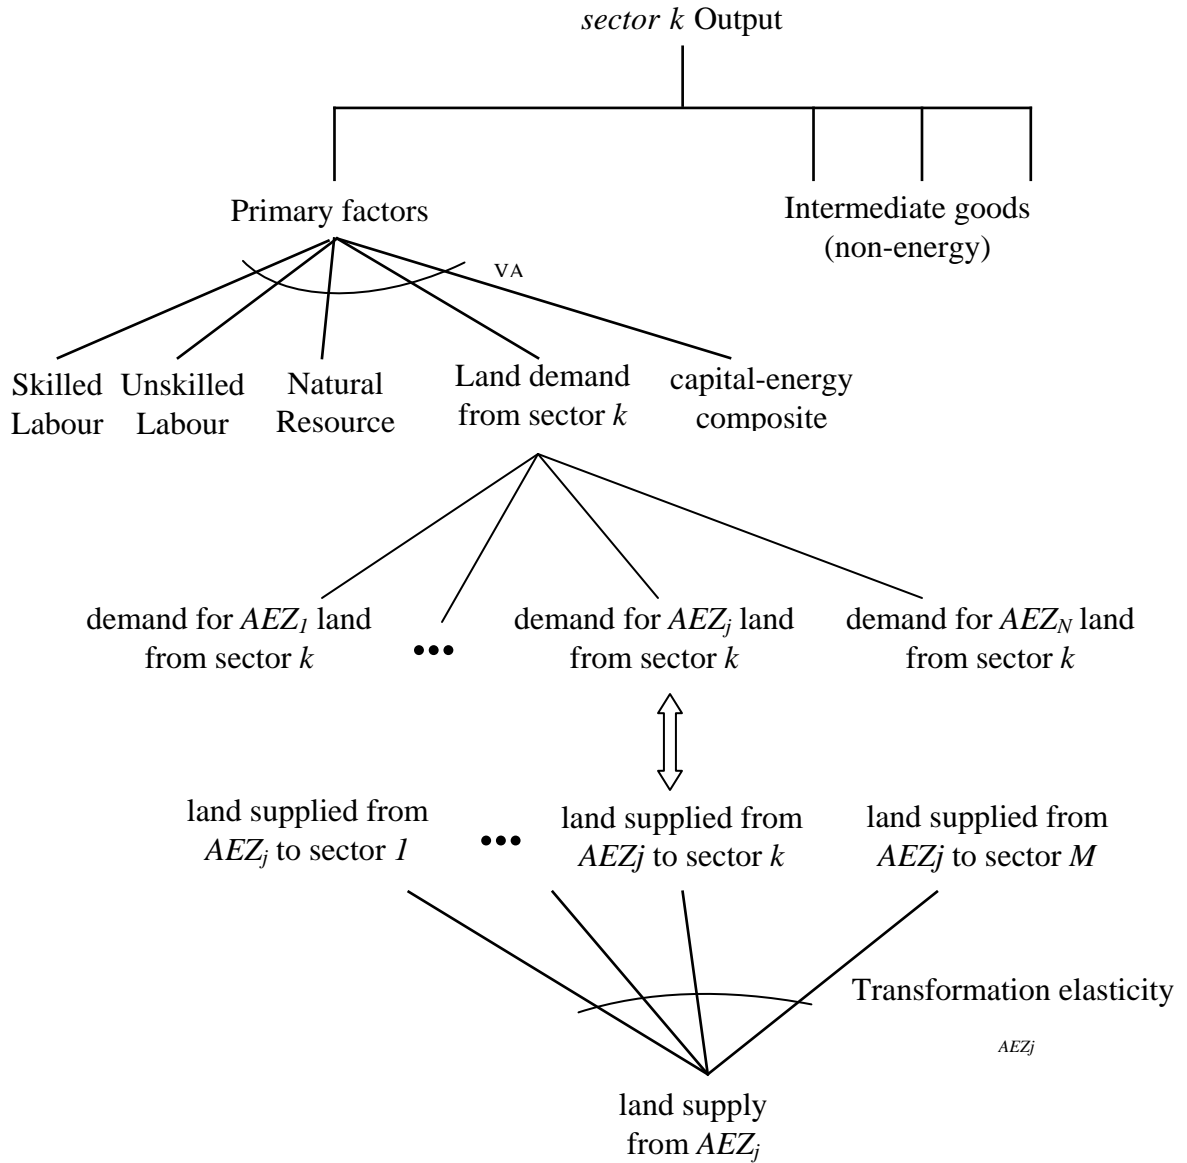 sector k Output
Primary factors
Intermediate goods
(non-energy)
VA
Skilled
Labour
Unskilled
Labour
Natural
Resource
Land demand
from sector k
capital-energy
composite
demand for AEZ1 land
from sector k
•••
demand for AEZj land
from sector k
demand for AEZN land
from sector k
land supplied from
AEZj to sector 1
•••
land supplied from
AEZj to sector k
land supplied from
AEZj to sector M
Transformation elasticity
AEZj
land supply
from AEZj